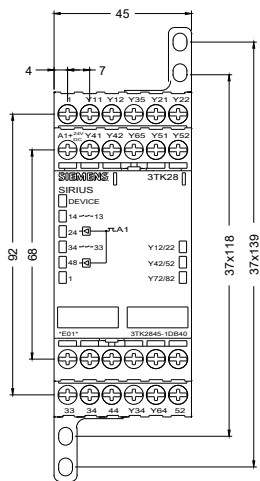 45
4 7
Y11 Y12 Y35 Y21 Y22
A1+ 24V DC Y41 Y42 Y65 Y51 Y52
SIEMENS 3TK28
SIRIUS
DEVICE
14 13
24 A1
34 33 Y12/22
48 Y42/52
1 Y72/82
*E01* 3TK2845-1DB40
33 34 44 Y34 Y64 52
92
68
37x118
37x139